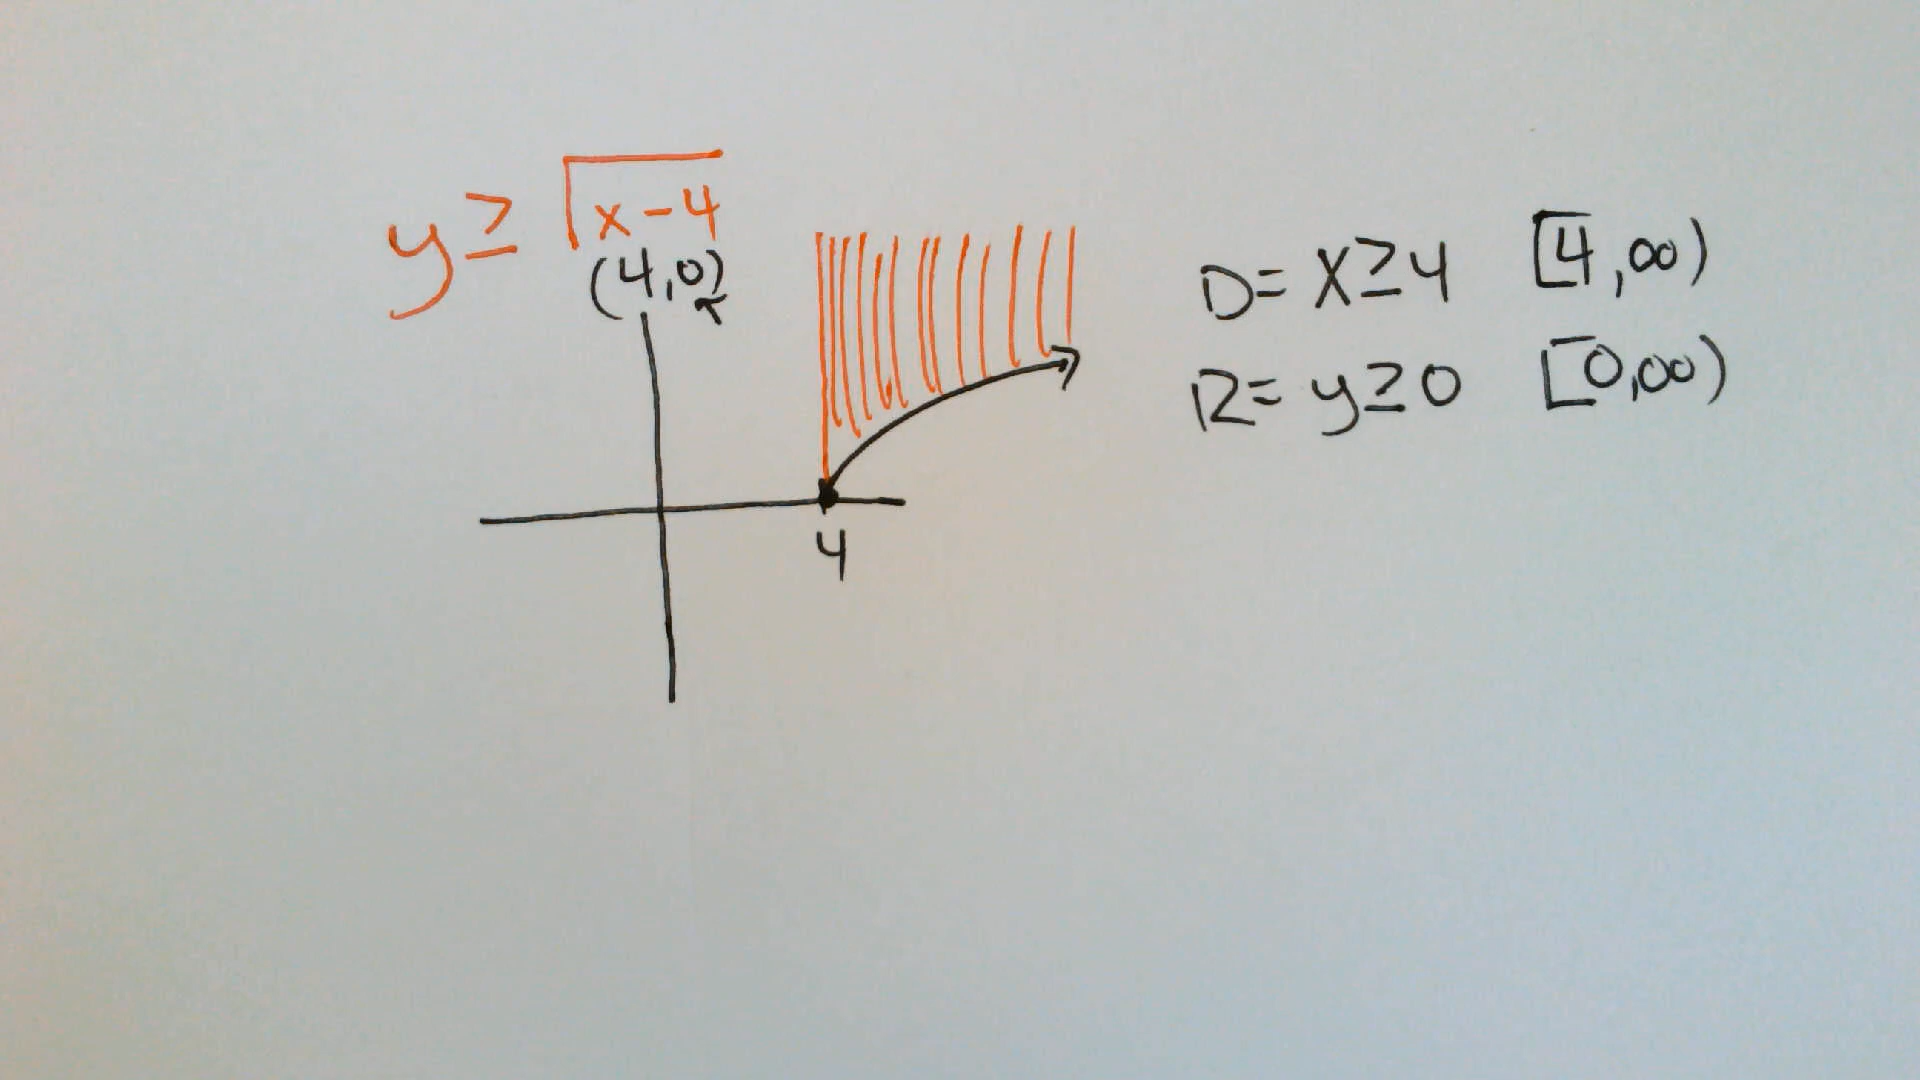 y ≥ √x-4
(4,0)
4
D = x ≥ 4 [4,∞)
R = y ≥ 0 [0,∞)